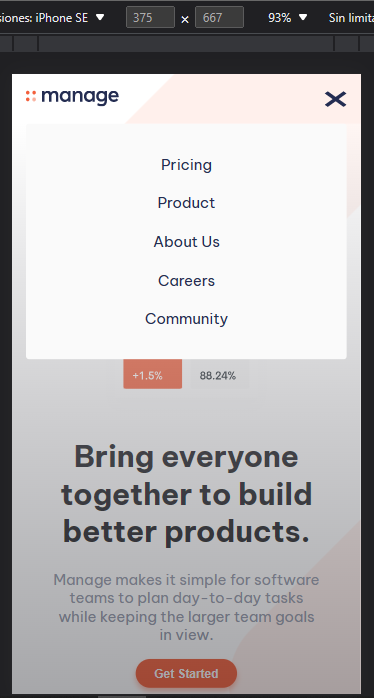 siones: iPhone SE ▼ 375 × 667 93% ▼ Sin limita
manage
Pricing
Product
About Us
Careers
Community
+1.5% 88.24%
Bring everyone
together to build
better products.
Manage makes it simple for software
teams to plan day-to-day tasks
while keeping the larger team goals
in view.
Get Started